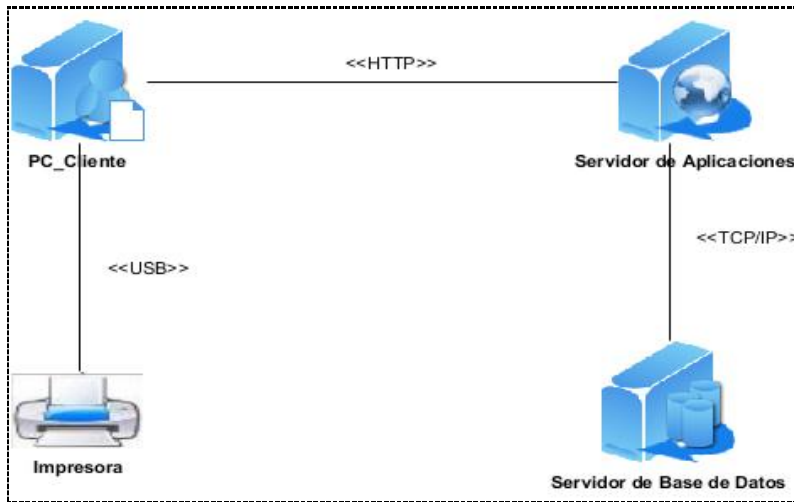 <<HTTP>>
PC_Cliente
Servidor de Aplicaciones
<<TCP/IP>>
<<USB>>
Impresora
Servidor de Base de Datos